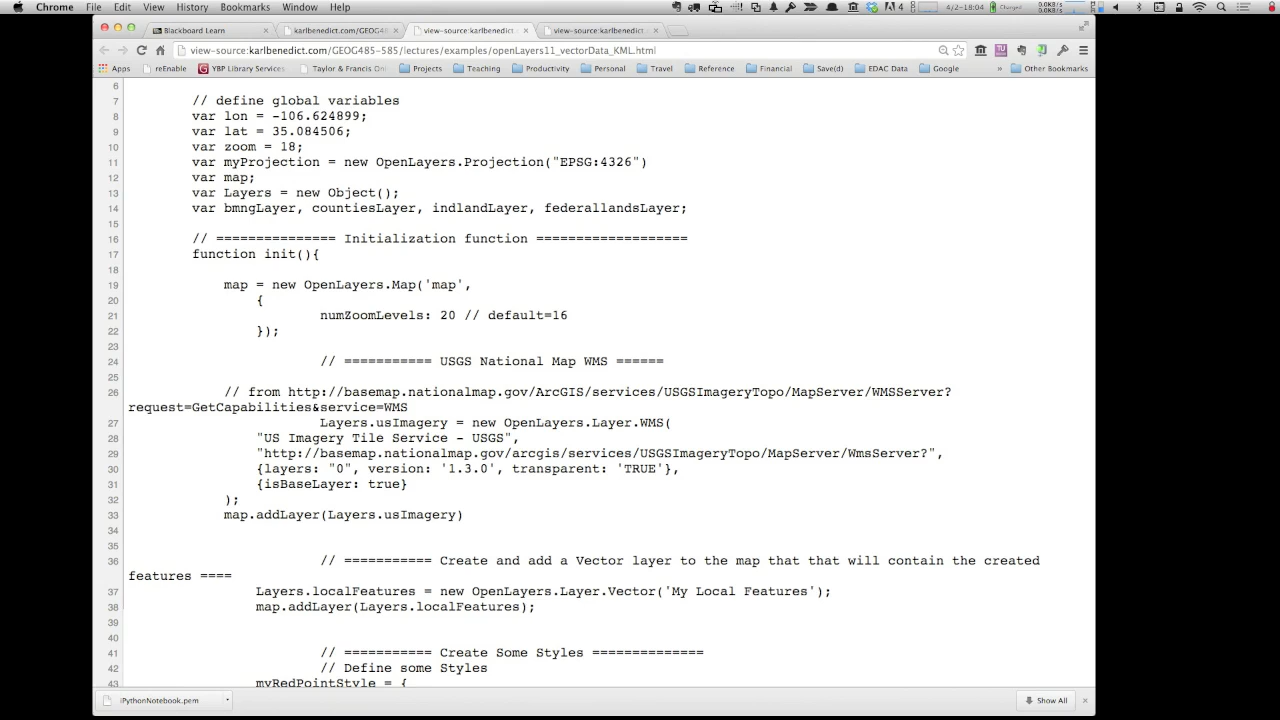 Chrome File Edit View History Bookmarks Window Help
4 0.0KB/s 0.0KB/s 4/2-18:04 Charged
Blackboard Learn karlbenedict.com/GEOG485 view-source:karlbenedict view-source:karlbenedict
view-source:karlbenedict.com/GEOG485-585/lectures/examples/openLayers11_vectorData_KML.html
Apps reEnable YBP Library Services Taylor & Francis Onl Projects Teaching Productivity Personal Travel Reference Financial Save(d) EDAC Data Google » Other Bookmarks
6
7 // define global variables
8 var lon = -106.624899;
9 var lat = 35.084506;
10 var zoom = 18;
11 var myProjection = new OpenLayers.Projection("EPSG:4326")
12 var map;
13 var Layers = new Object();
14 var bmngLayer, countiesLayer, indlandLayer, federallandsLayer;
15
16 // =============== Initialization function ===================
17 function init(){
18
19 map = new OpenLayers.Map('map',
20 {
21 numZoomLevels: 20 // default=16
22 });
23
24 // =========== USGS National Map WMS ======
25
26 // from http://basemap.nationalmap.gov/ArcGIS/services/USGSImageryTopo/MapServer/WMSServer?
request=GetCapabilities&service=WMS
27 Layers.usImagery = new OpenLayers.Layer.WMS(
28 "US Imagery Tile Service - USGS",
29 "http://basemap.nationalmap.gov/arcgis/services/USGSImageryTopo/MapServer/WmsServer?",
30 {layers: "0", version: '1.3.0', transparent: 'TRUE'},
31 {isBaseLayer: true}
32 );
33 map.addLayer(Layers.usImagery)
34
35
36 // =========== Create and add a Vector layer to the map that that will contain the created
features ====
37 Layers.localFeatures = new OpenLayers.Layer.Vector('My Local Features');
38 map.addLayer(Layers.localFeatures);
39
40
41 // =========== Create Some Styles ==============
42 // Define some Styles
43 myRedPointStyle = {
iPythonNotebook.pem Show All